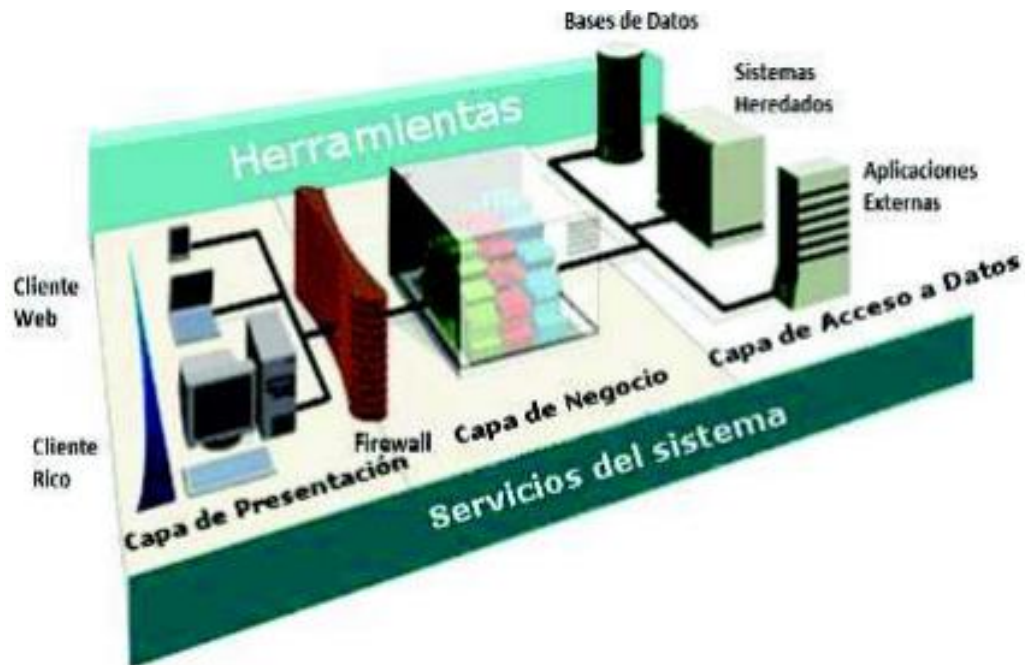 Bases de Datos
Sistemas
Heredados
Herramientas
Aplicaciones
Externas
Cliente
Web
Capa de Acceso a Datos
Capa de Negocio
Firewall
Cliente
Rico
Capa de Presentación
Servicios del sistema